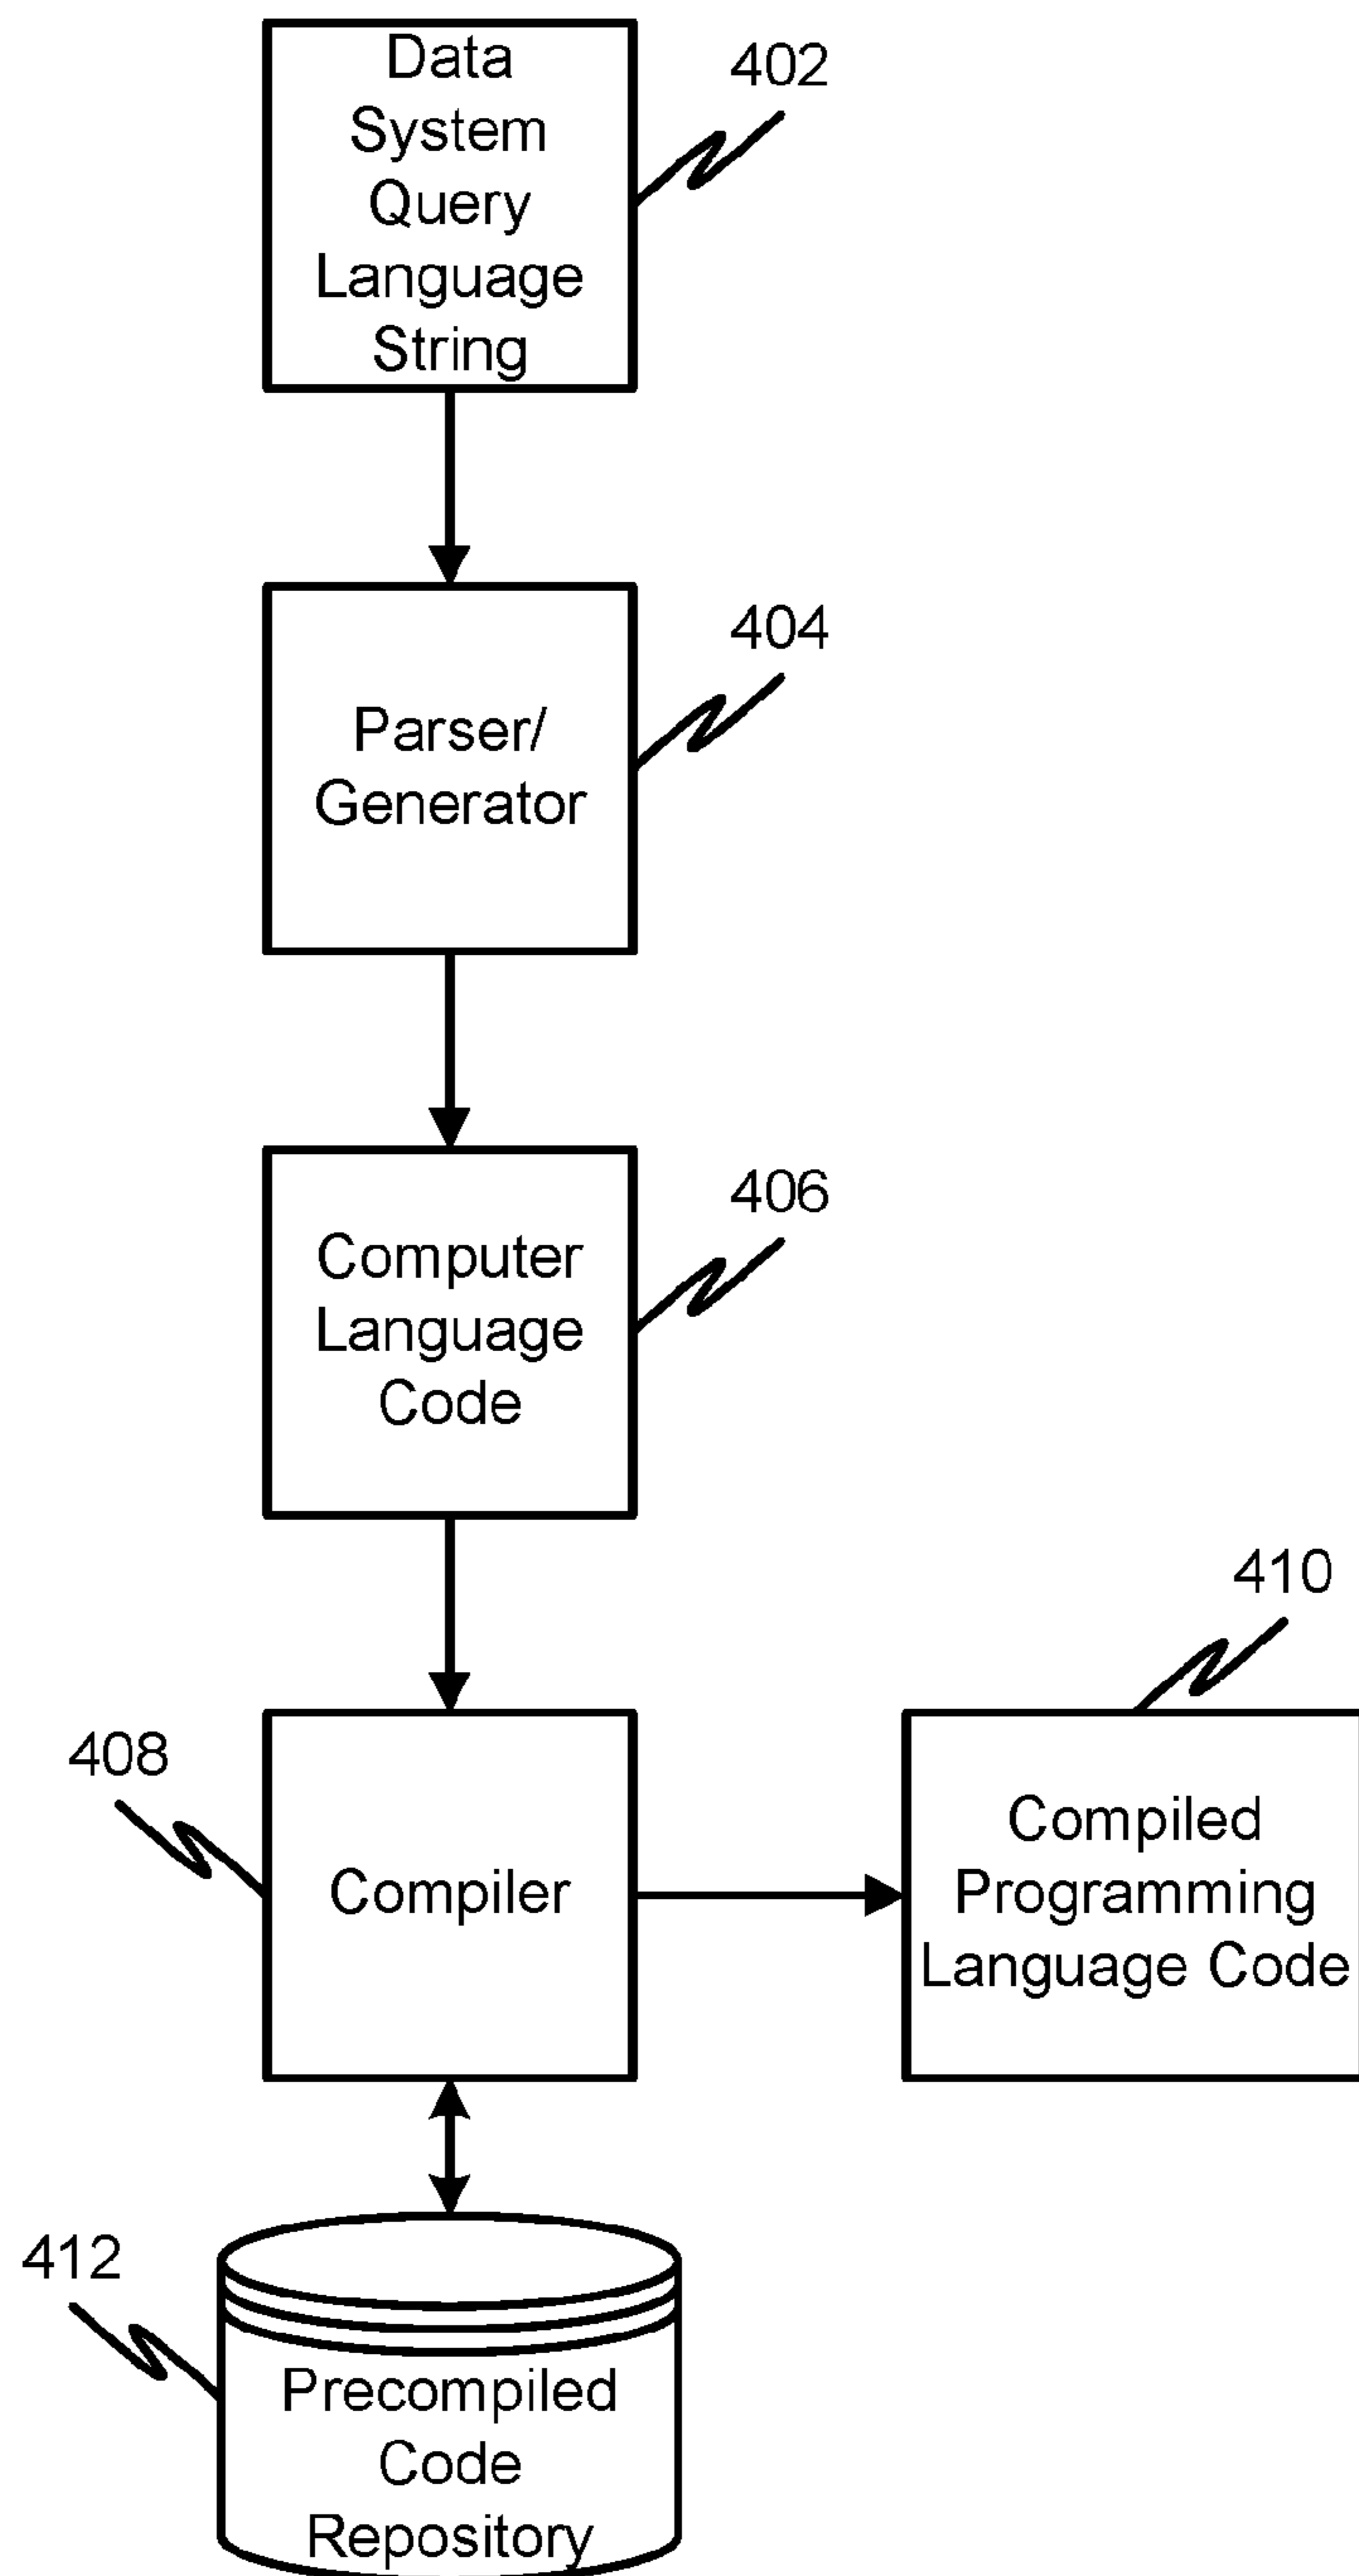 Data
System
Query
Language
String
402
Parser/
Generator
404
Computer
Language
Code
406
410
408
Compiler
Compiled
Programming
Language Code
412
Precompiled
Code
Repository